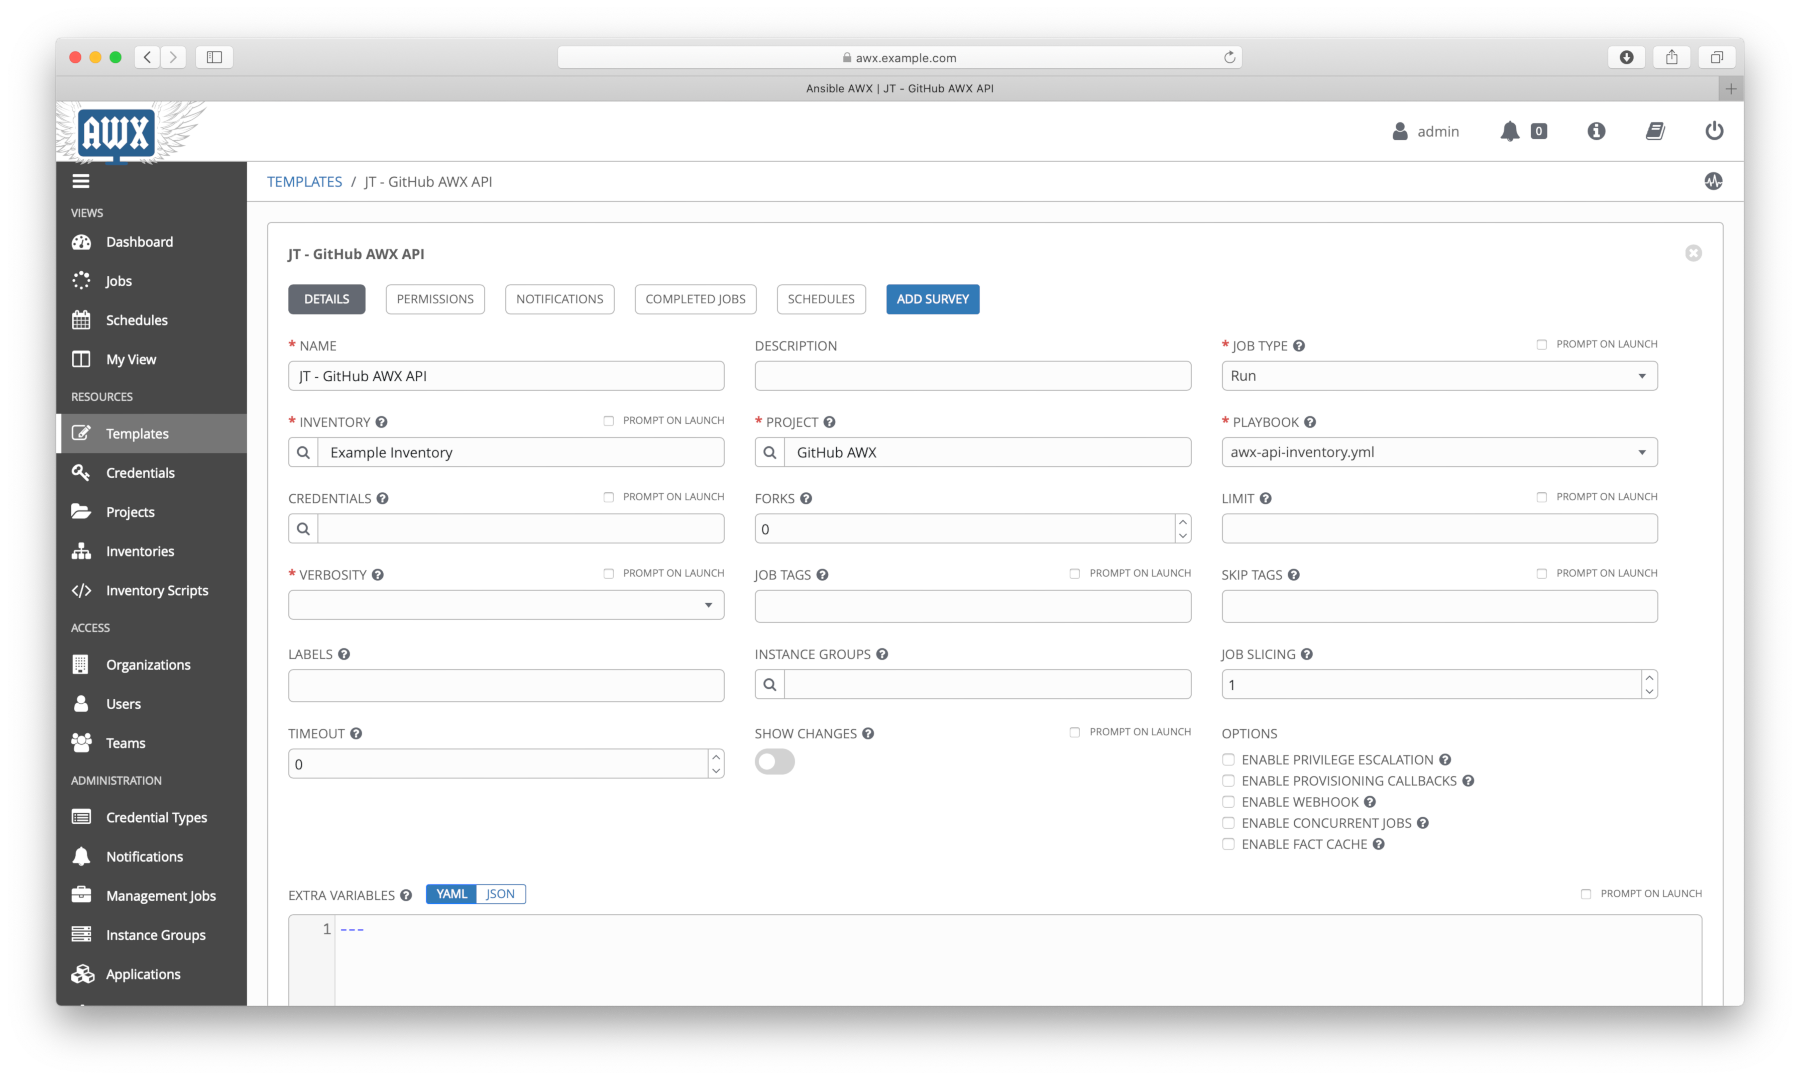 awx.example.com
Ansible AWX | JT - GitHub AWX API
AWX
admin
0
TEMPLATES / JT - GitHub AWX API
VIEWS
Dashboard
Jobs
Schedules
My View
RESOURCES
Templates
Credentials
Projects
Inventories
Inventory Scripts
ACCESS
Organizations
Users
Teams
ADMINISTRATION
Credential Types
Notifications
Management Jobs
Instance Groups
Applications
JT - GitHub AWX API
DETAILS PERMISSIONS NOTIFICATIONS COMPLETED JOBS SCHEDULES ADD SURVEY
* NAME DESCRIPTION * JOB TYPE PROMPT ON LAUNCH
JT - GitHub AWX API Run
* INVENTORY PROMPT ON LAUNCH * PROJECT * PLAYBOOK
Example Inventory GitHub AWX awx-api-inventory.yml
CREDENTIALS PROMPT ON LAUNCH FORKS LIMIT PROMPT ON LAUNCH
0
* VERBOSITY PROMPT ON LAUNCH JOB TAGS PROMPT ON LAUNCH SKIP TAGS PROMPT ON LAUNCH
LABELS INSTANCE GROUPS JOB SLICING
1
TIMEOUT SHOW CHANGES PROMPT ON LAUNCH OPTIONS
0
ENABLE PRIVILEGE ESCALATION
ENABLE PROVISIONING CALLBACKS
ENABLE WEBHOOK
ENABLE CONCURRENT JOBS
ENABLE FACT CACHE
EXTRA VARIABLES YAML JSON PROMPT ON LAUNCH
1 ---